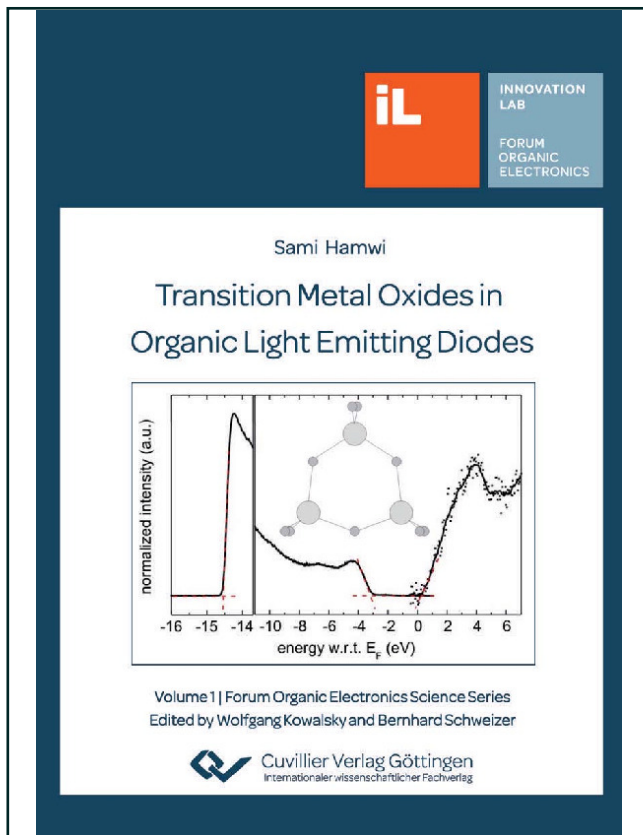 iL
INNOVATION
LAB
FORUM
ORGANIC
ELECTRONICS
Sami Hamwi
Transition Metal Oxides in
Organic Light Emitting Diodes
normalized intensity (a.u.)
-16 -15 -14 -10 -8 -6 -4 -2 0 2 4 6
energy w.r.t. E_F (eV)
Volume 1 | Forum Organic Electronics Science Series
Edited by Wolfgang Kowalsky and Bernhard Schweizer
Cuvillier Verlag Göttingen
Internationaler wissenschaftlicher Fachverlag